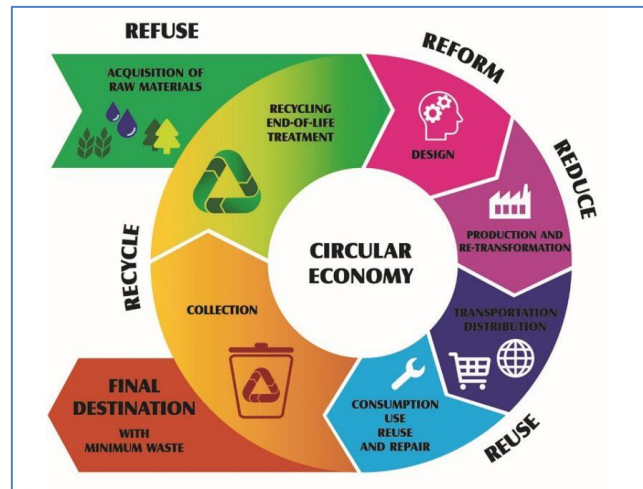 REFUSE
ACQUISITION OF
RAW MATERIALS
RECYCLING
END-OF-LIFE
TREATMENT
REFORM
DESIGN
REDUCE
PRODUCTION AND
RE-TRANSFORMATION
CIRCULAR
ECONOMY
TRANSPORTATION
DISTRIBUTION
REUSE
CONSUMPTION
USE
REUSE
AND REPAIR
RECYCLE
COLLECTION
FINAL
DESTINATION
WITH
MINIMUM WASTE